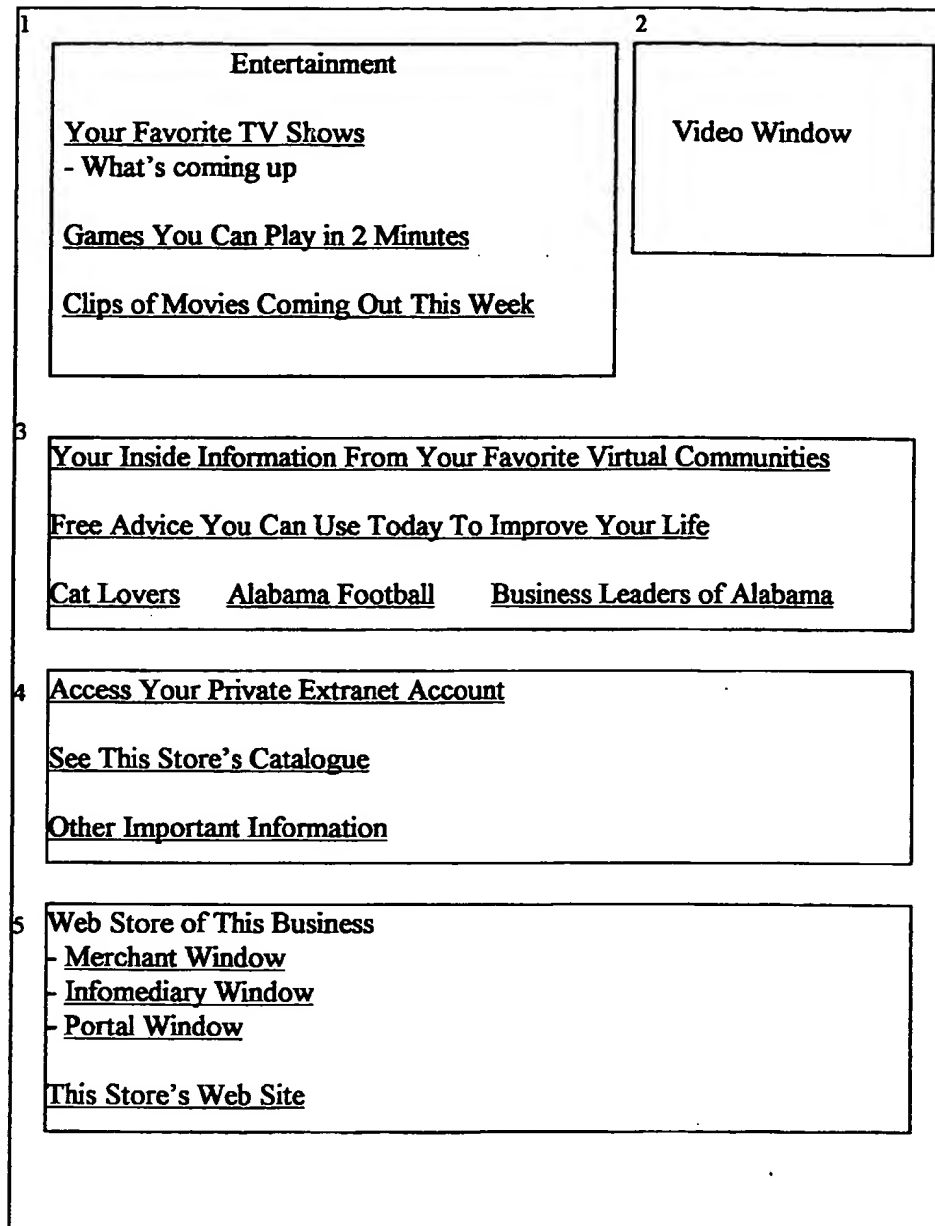 1
Entertainment
Your Favorite TV Shows
- What's coming up
Games You Can Play in 2 Minutes
Clips of Movies Coming Out This Week
2
Video Window
3
Your Inside Information From Your Favorite Virtual Communities
Free Advice You Can Use Today To Improve Your Life
Cat Lovers Alabama Football Business Leaders of Alabama
4
Access Your Private Extranet Account
See This Store's Catalogue
Other Important Information
5
Web Store of This Business
- Merchant Window
- Infomediary Window
- Portal Window
This Store's Web Site